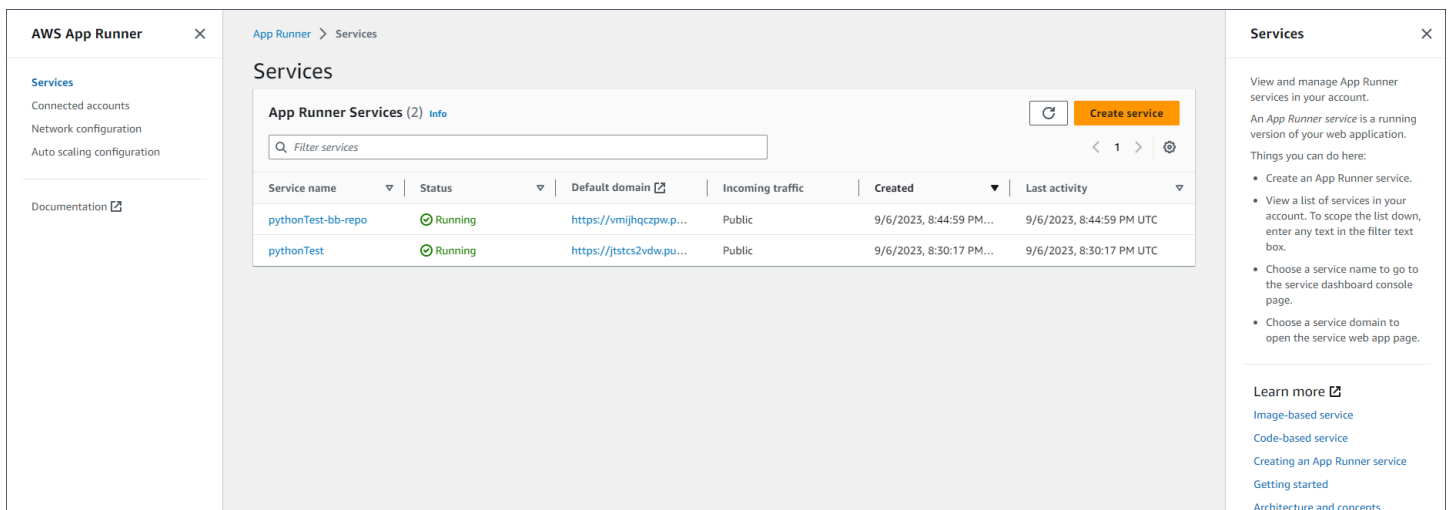 AWS App Runner
Services
Connected accounts
Network configuration
Auto scaling configuration
Documentation
App Runner > Services
Services
App Runner Services (2) Info
Create service
Filter services
1
Service name Status Default domain Incoming traffic Created Last activity
pythonTest-bb-repo Running https://vmijhqczpw.p... Public 9/6/2023, 8:44:59 PM... 9/6/2023, 8:44:59 PM UTC
pythonTest Running https://jtstcs2vdw.pu... Public 9/6/2023, 8:30:17 PM... 9/6/2023, 8:30:17 PM UTC
Services
View and manage App Runner
services in your account.
An App Runner service is a running
version of your web application.
Things you can do here:
• Create an App Runner service.
• View a list of services in your
account. To scope the list down,
enter any text in the filter text
box.
• Choose a service name to go to
the service dashboard console
page.
• Choose a service domain to
open the service web app page.
Learn more
Image-based service
Code-based service
Creating an App Runner service
Getting started
Architecture and concepts